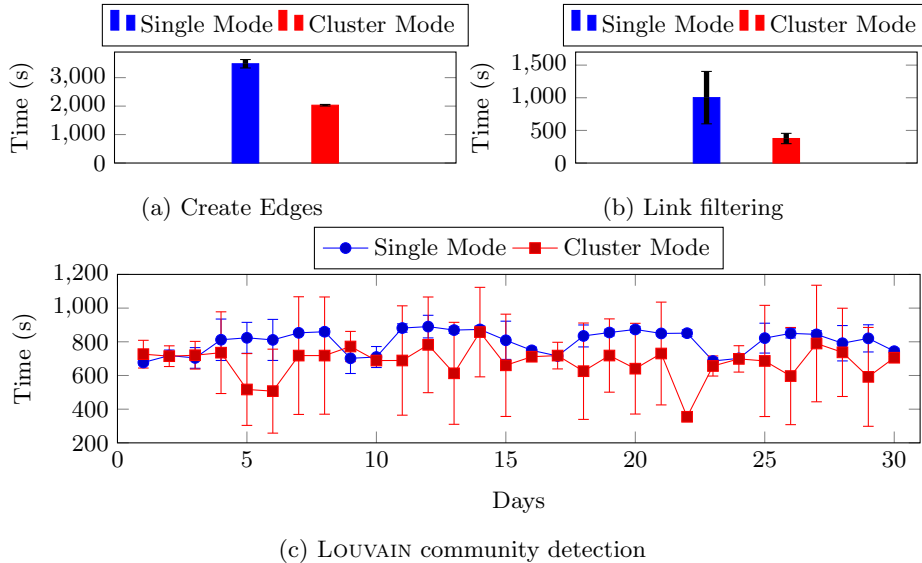 Single Mode Cluster Mode
Time (s)
3,000
2,000
1,000
0
(a) Create Edges
Single Mode Cluster Mode
Time (s)
1,500
1,000
500
0
(b) Link filtering
Single Mode Cluster Mode
Time (s)
1,200
1,000
800
600
400
200
0 5 10 15 20 25 30
Days
(c) LOUVAIN community detection